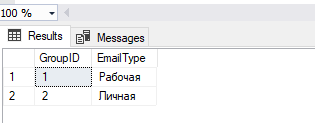 100 %
Results Messages
GroupID EmailType
1 1 Рабочая
2 2 Личная